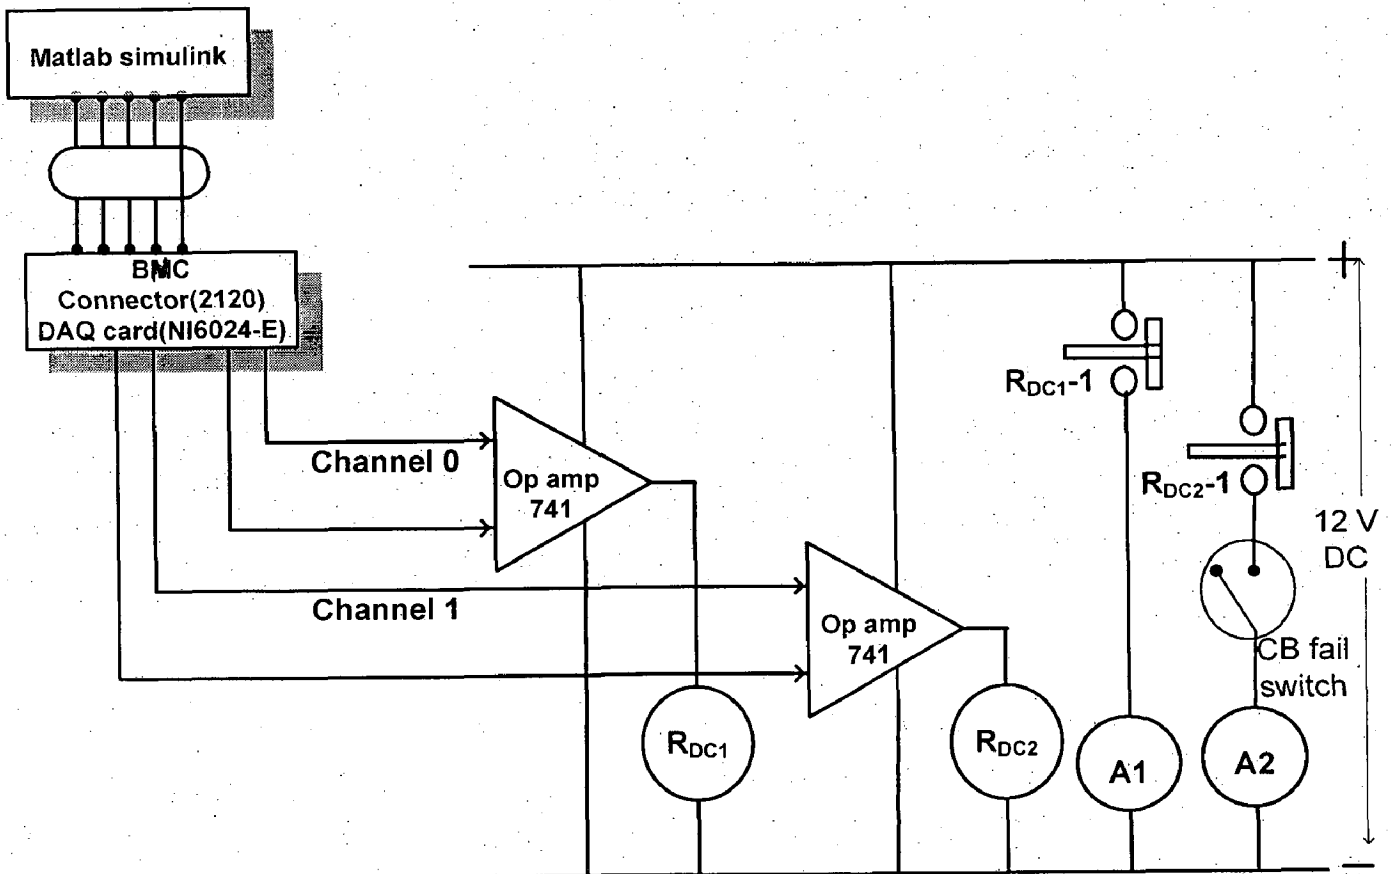 Matlab simulink
BMC
Connector(2120)
DAQ card(NI6024-E)
Channel 0
Op amp
741
Channel 1
Op amp
741
RDC1
RDC2
RDC1-1
RDC2-1
CB fail
switch
A1
A2
+
12 V
DC
−